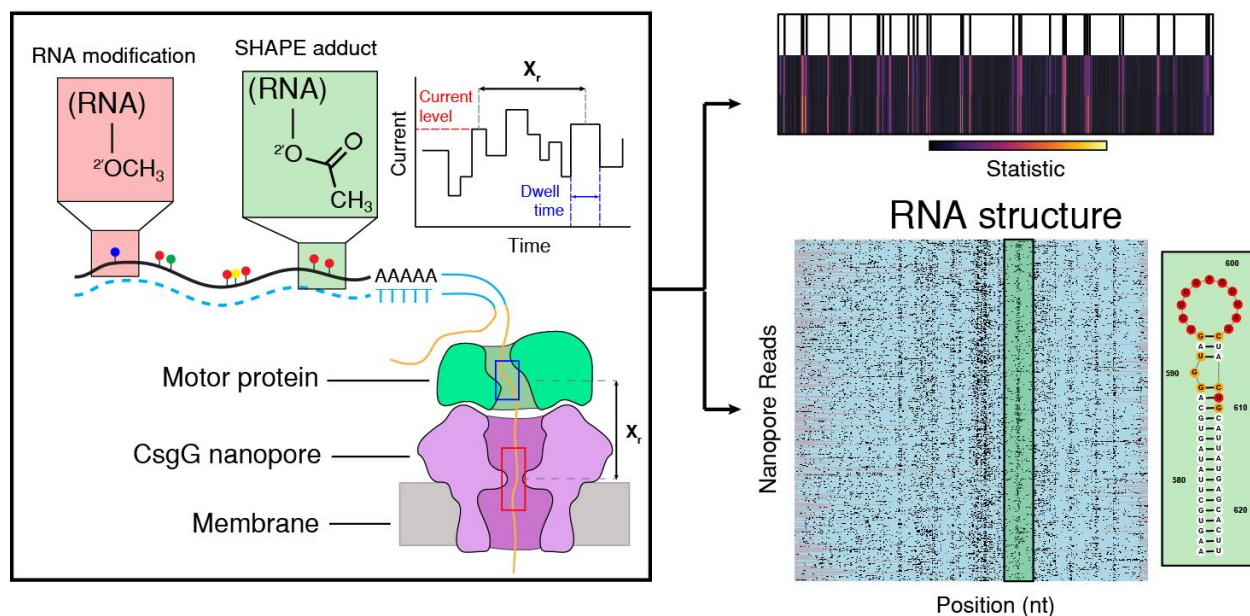 RNA modification
(RNA)
2'OCH3
SHAPE adduct
(RNA)
2'O
O
CH3
Current
level
Xr
Current
Dwell
time
Time
AAAAA
Motor protein
CsgG nanopore
Membrane
Xr
Statistic
RNA structure
Nanopore Reads
Position (nt)
600
590
610
580
620